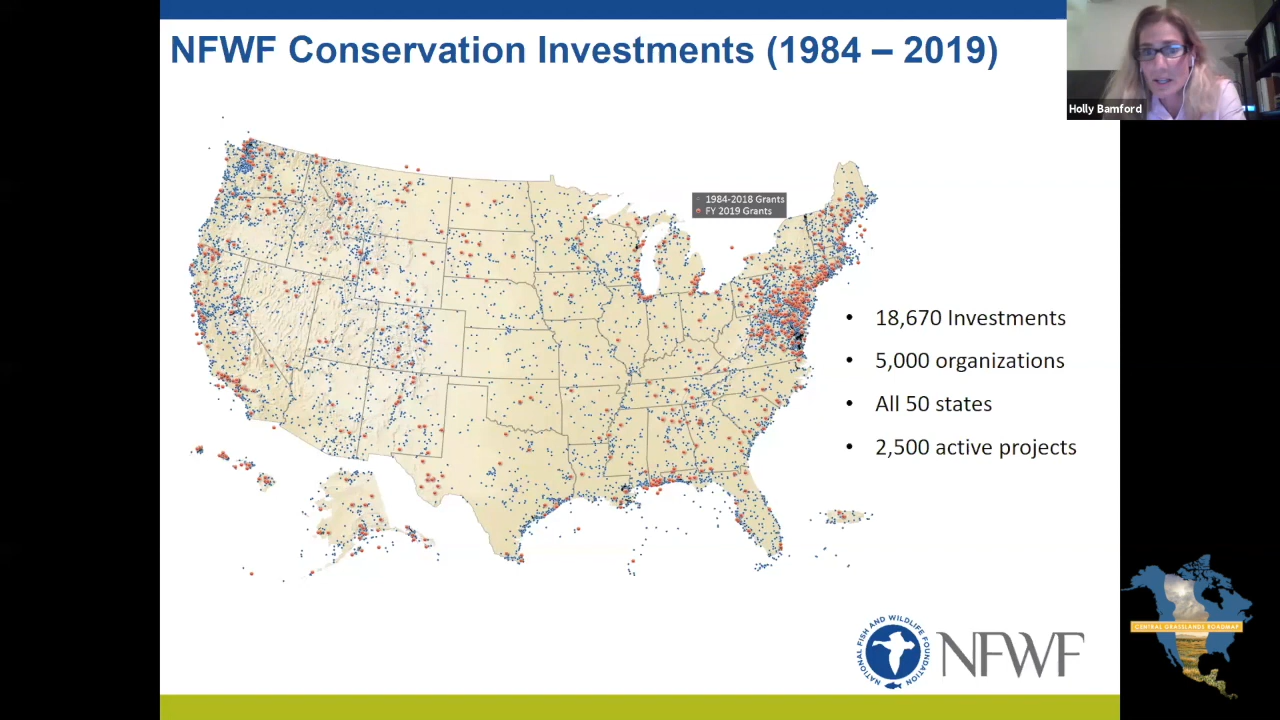 NFWF Conservation Investments (1984 – 2019)
Holly Bamford
1984-2018 Grants
FY 2019 Grants
• 18,670 Investments
• 5,000 organizations
• All 50 states
• 2,500 active projects
NATIONAL FISH AND WILDLIFE FOUNDATION
NFWF
CENTRAL GRASSLANDS ROADMAP